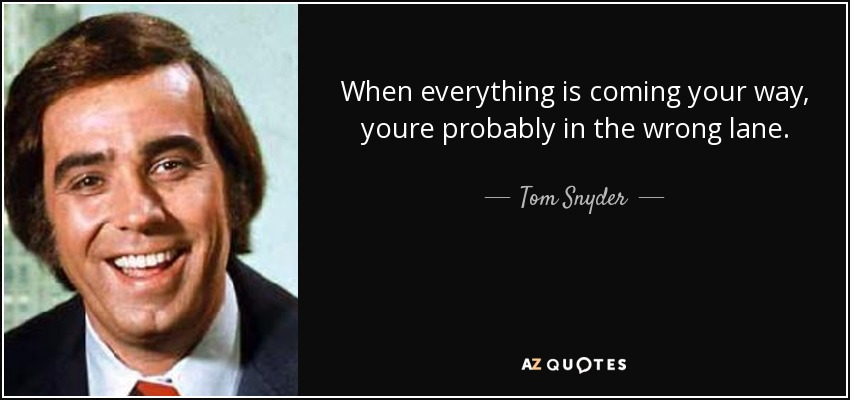 When everything is coming your way,
youre probably in the wrong lane.
— Tom Snyder —
AZ QUOTES